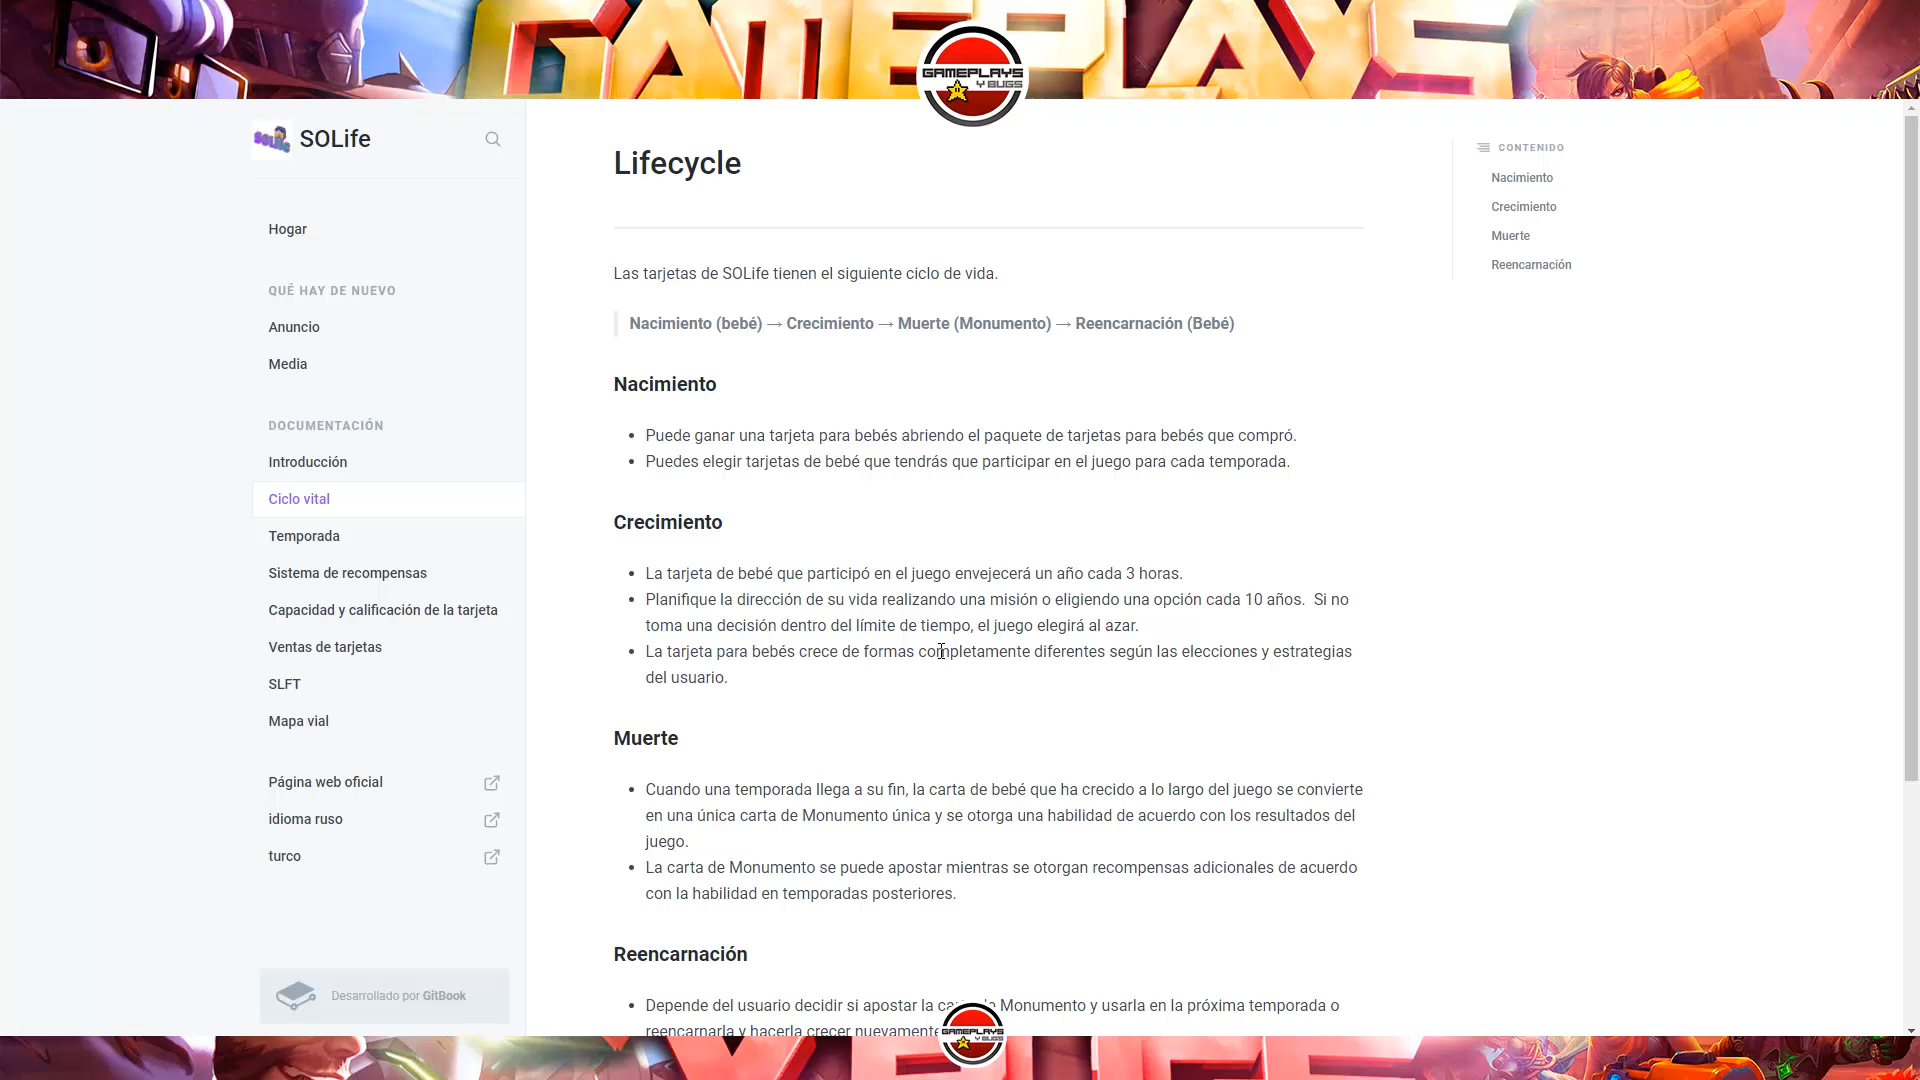 GAMEPLAYS
GAMEPLAYS
Y BUGS
SOLife
Hogar
QUÉ HAY DE NUEVO
Anuncio
Media
DOCUMENTACIÓN
Introducción
Ciclo vital
Temporada
Sistema de recompensas
Capacidad y calificación de la tarjeta
Ventas de tarjetas
SLFT
Mapa vial
Página web oficial
idioma ruso
turco
Desarrollado por GitBook
Lifecycle
Las tarjetas de SOLife tienen el siguiente ciclo de vida.
Nacimiento (bebé) → Crecimiento → Muerte (Monumento) → Reencarnación (Bebé)
Nacimiento
• Puede ganar una tarjeta para bebés abriendo el paquete de tarjetas para bebés que compró.
• Puedes elegir tarjetas de bebé que tendrás que participar en el juego para cada temporada.
Crecimiento
• La tarjeta de bebé que participó en el juego envejecerá un año cada 3 horas.
• Planifique la dirección de su vida realizando una misión o eligiendo una opción cada 10 años.  Si no
toma una decisión dentro del límite de tiempo, el juego elegirá al azar.
• La tarjeta para bebés crece de formas completamente diferentes según las elecciones y estrategias
del usuario.
Muerte
• Cuando una temporada llega a su fin, la carta de bebé que ha crecido a lo largo del juego se convierte
en una única carta de Monumento única y se otorga una habilidad de acuerdo con los resultados del
juego.
• La carta de Monumento se puede apostar mientras se otorgan recompensas adicionales de acuerdo
con la habilidad en temporadas posteriores.
Reencarnación
• Depende del usuario decidir si apostar la Monumento y usarla en la próxima temporada o
reencarnarla y hacerla crecer nuevamente
CONTENIDO
Nacimiento
Crecimiento
Muerte
Reencarnación
GAMEPLAYS
Y BUGS